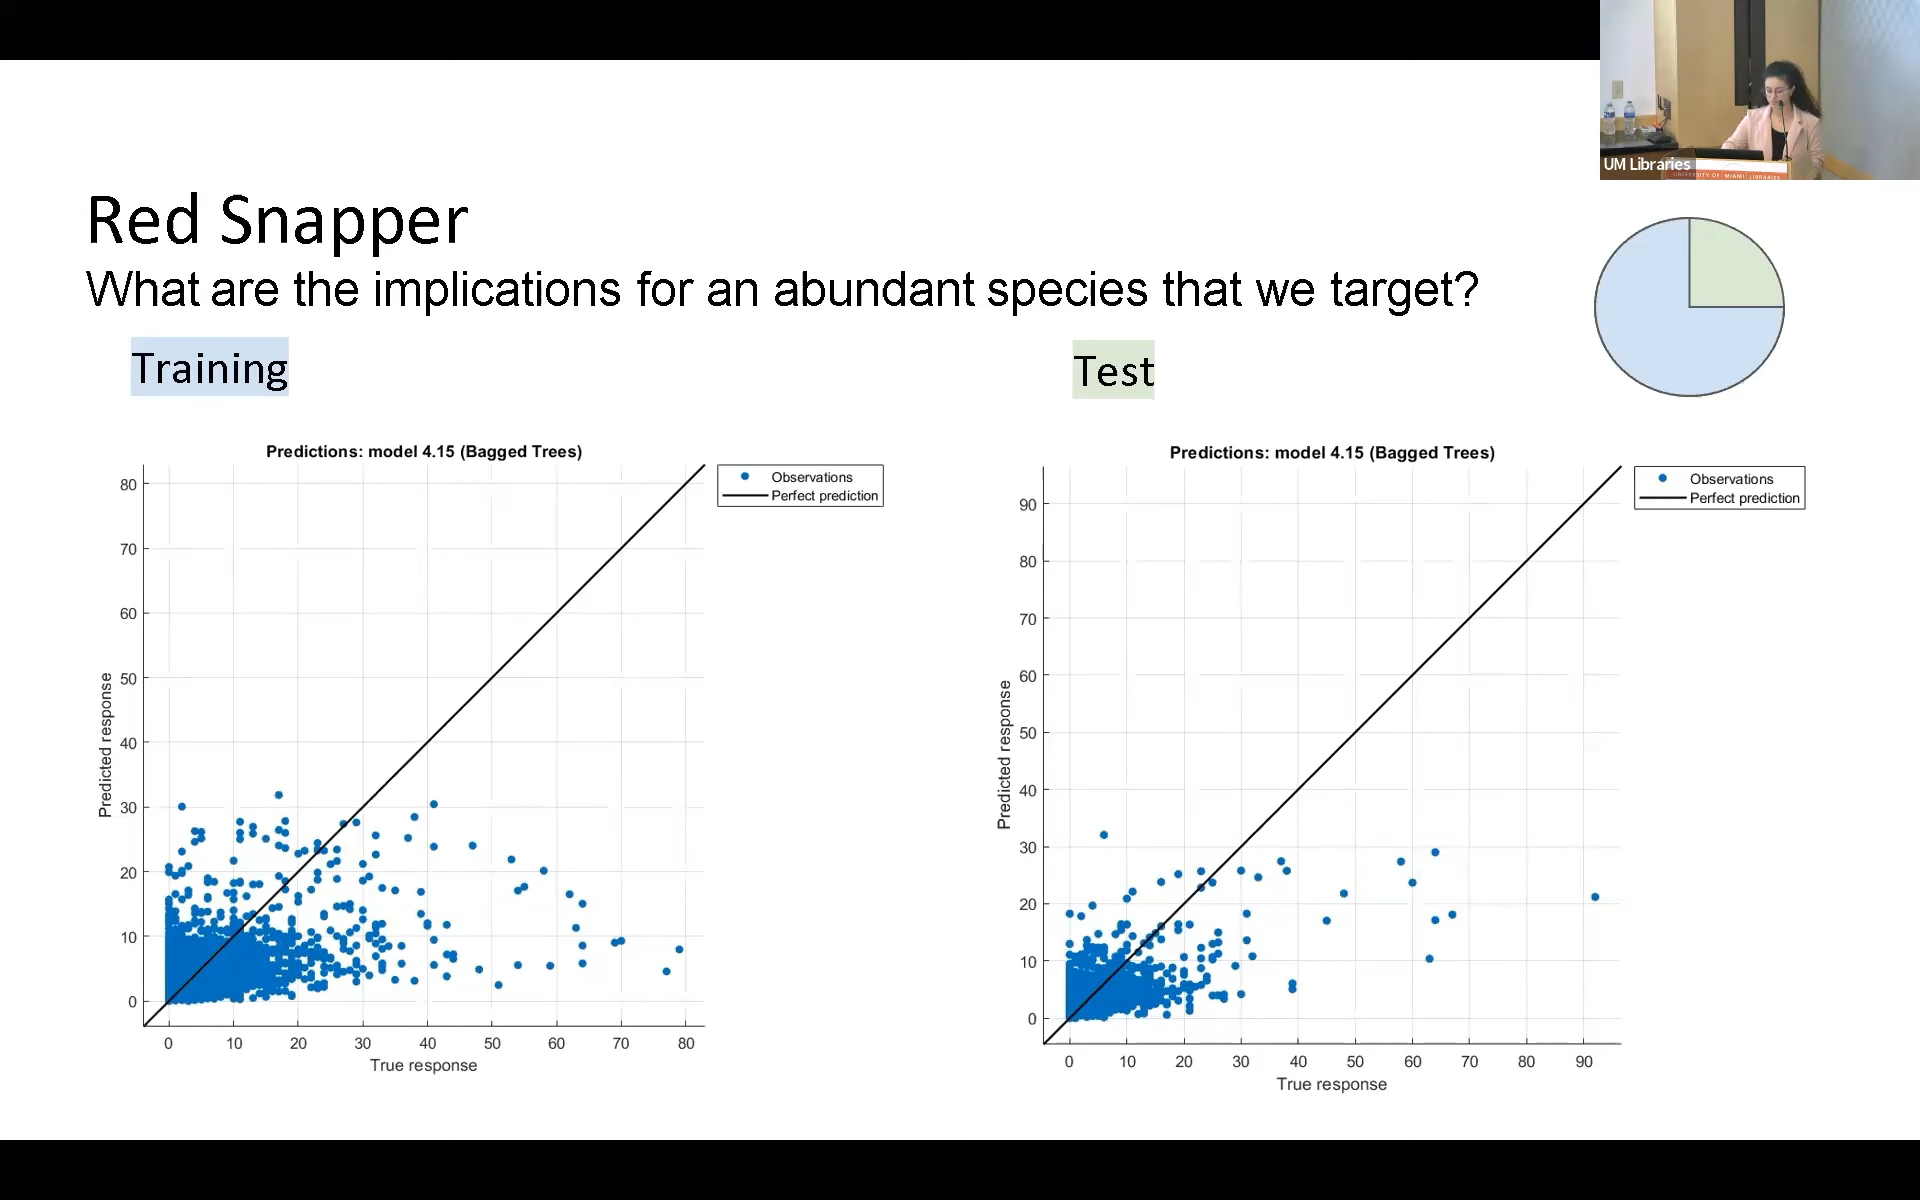 UM Libraries
UNIVERSITY OF MIAMI LIBRARIES
Red Snapper
What are the implications for an abundant species that we target?
Training
Test
Predictions: model 4.15 (Bagged Trees)
Observations
Perfect prediction
80
70
60
50
40
30
20
10
0
Predicted response
0 10 20 30 40 50 60 70 80
True response
Predictions: model 4.15 (Bagged Trees)
Observations
Perfect prediction
90
80
70
60
50
40
30
20
10
0
Predicted response
0 10 20 30 40 50 60 70 80 90
True response